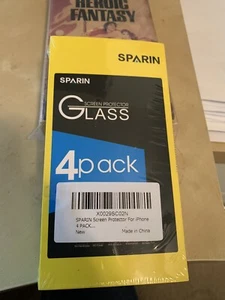 HEROIC
FANTASY
SPARIN
SPARIN
SCREEN PROTECTOR
GLASS
4pack
X0029SC02N
SPARIN Screen Protector For iPhone
4 PACK...
New
Made in China